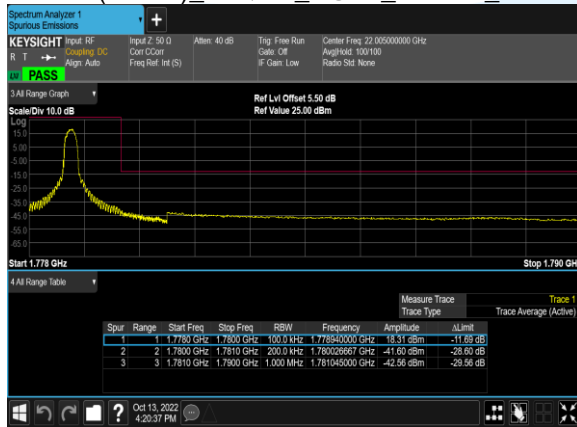 Spectrum Analyzer 1
Spurious Emissions
KEYSIGHT Input: RF Input Z: 50 Ω Atten: 40 dB Trig: Free Run Center Freq: 22.005000000 GHz
R T Coupling: DC Corr CCorr Gate: Off Avg|Hold: 100/100
Align: Auto Freq Ref: Int (S) IF Gain: Low Radio Std: None
PASS
3 All Range Graph
Ref Lvl Offset 5.50 dB
Scale/Div 10.0 dB Ref Value 25.00 dBm
Log
15.0
5.00
-5.00
-15.0
-25.0
-35.0
-45.0
-55.0
-65.0
Start 1.778 GHz Stop 1.790 GH
4 All Range Table
Measure Trace Trace 1
Trace Type Trace Average (Active)
Spur Range Start Freq Stop Freq RBW Frequency Amplitude ΔLimit
1 1 1.7780 GHz 1.7800 GHz 100.0 kHz 1.778940000 GHz 18.31 dBm -11.69 dB
2 2 1.7800 GHz 1.7810 GHz 200.0 kHz 1.780026667 GHz -41.60 dBm -28.60 dB
3 3 1.7810 GHz 1.7900 GHz 1.000 MHz 1.781045000 GHz -42.56 dBm -29.56 dB
? Oct 13, 2022
4:20:37 PM